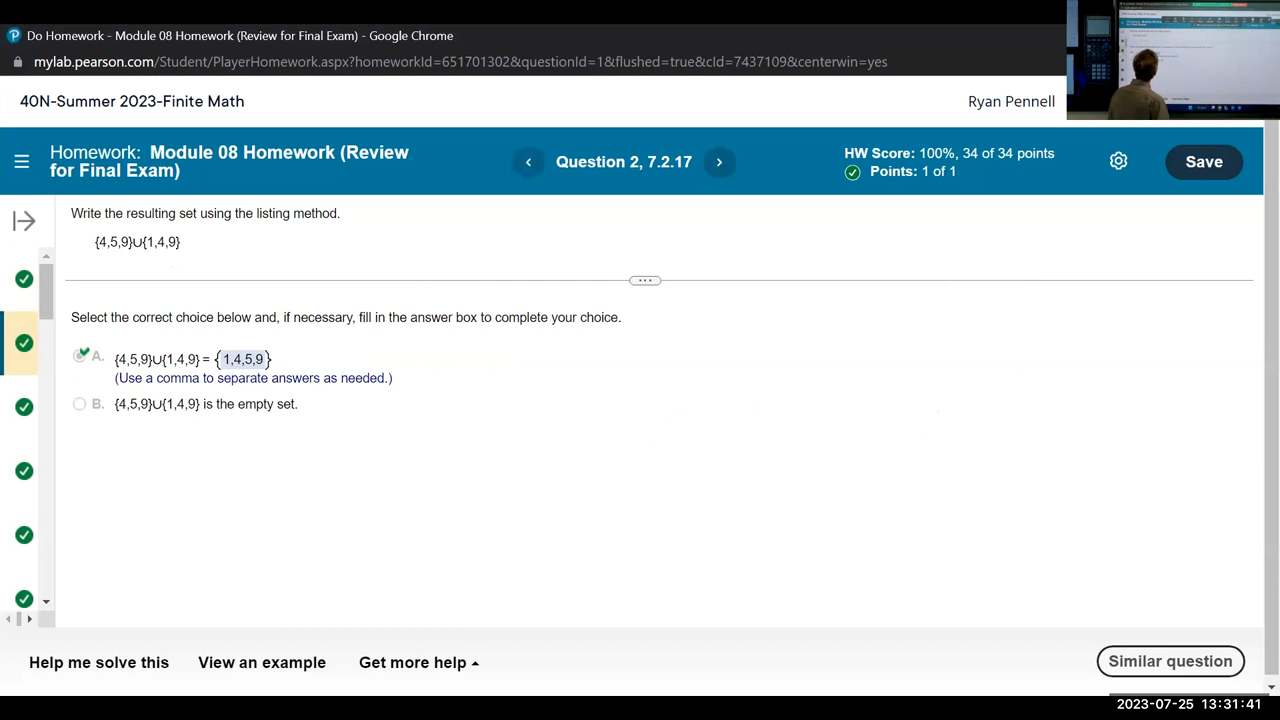 Do Homework - Module 08 Homework (Review for Final Exam) - Google Ch
mylab.pearson.com/Student/PlayerHomework.aspx?homeworkId=
1701302&questionId=1&flushed=true&cId=7437109&centerwin=yes
40N-Summer 2023-Finite Math
Ryan Pennell
Homework: Module 08 Homework (Review for Final Exam)
Question 2, 7.2.17
HW Score: 100%, 34 of 34 points
Points: 1 of 1
Save
Write the resulting set using the listing method.
{4,5,9}∪{1,4,9}
Select the correct choice below and, if necessary, fill in the answer box to complete your choice.
A. {4,5,9}∪{1,4,9} = { 1,4,5,9 }
(Use a comma to separate answers as needed.)
B. {4,5,9}∪{1,4,9} is the empty set.
Help me solve this
View an example
Get more help
Similar question
2023-07-25 13:31:41